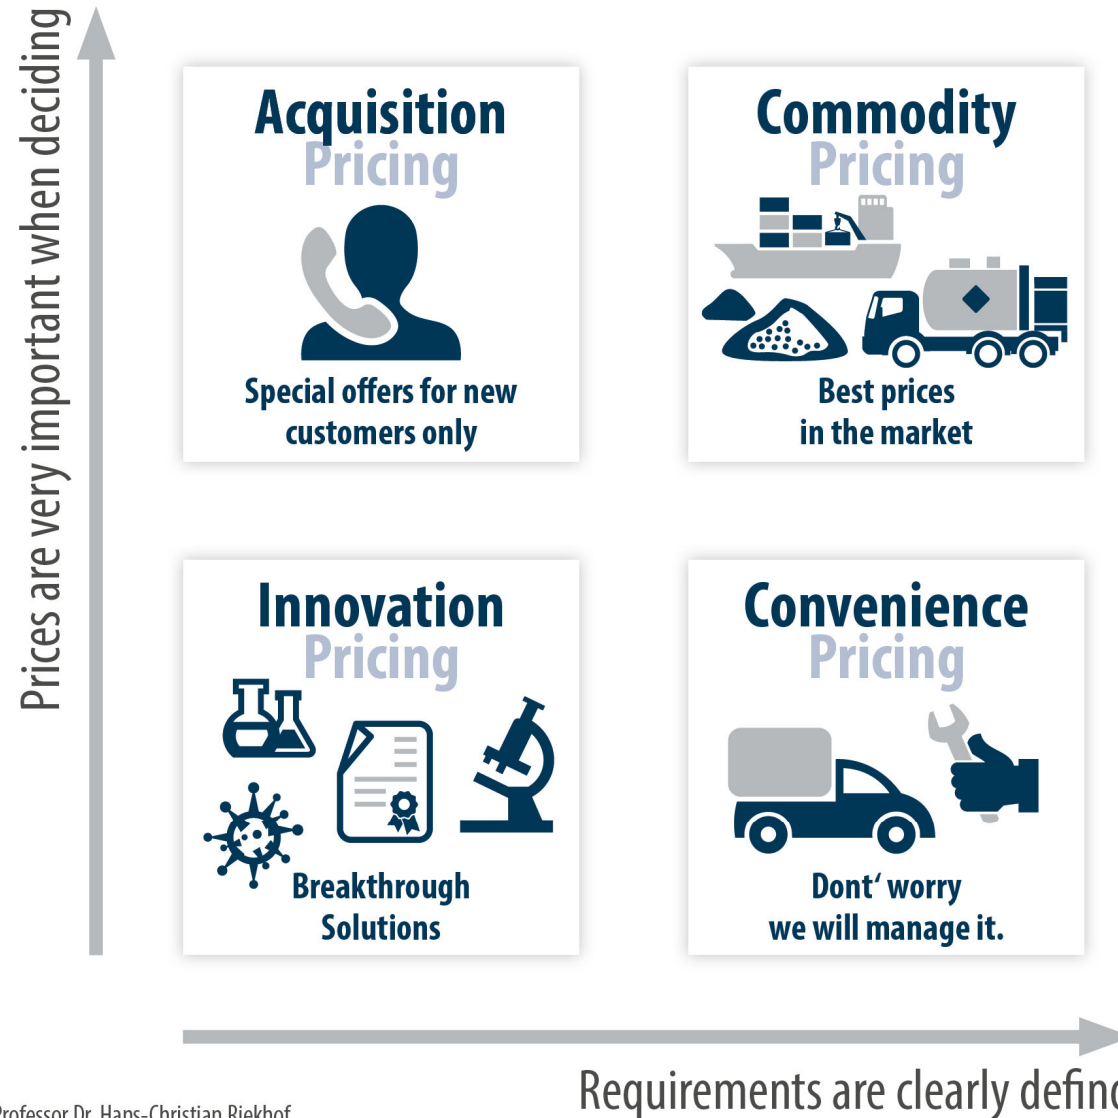 Prices are very important when deciding
Acquisition
Pricing
Special offers for new
customers only
Commodity
Pricing
Best prices
in the market
Innovation
Pricing
Breakthrough
Solutions
Convenience
Pricing
Dont‘ worry
we will manage it.
Requirements are clearly define
Professor Dr. Hans-Christian Riekhof